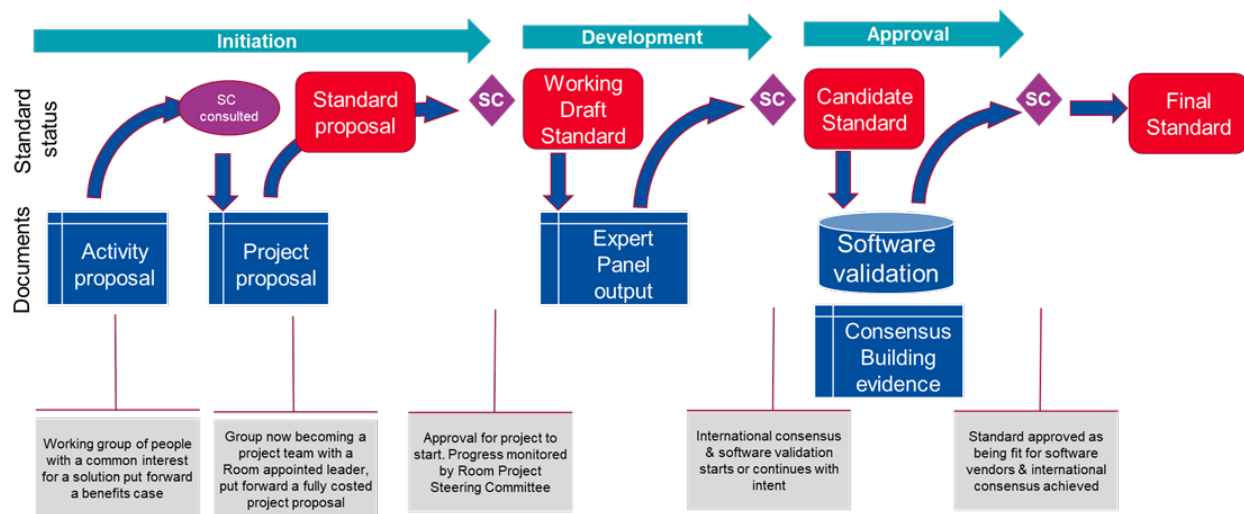 Initiation
Development
Approval
Standard
status
SC
consulted
Standard
proposal
SC
Working
Draft
Standard
SC
Candidate
Standard
SC
Final
Standard
Documents
Activity
proposal
Project
proposal
Expert
Panel
output
Software
validation
Consensus
Building
evidence
Working group of people
with a common interest
for a solution put forward
a benefits case
Group now becoming a
project team with a
Room appointed leader,
put forward a fully costed
project proposal
Approval for project to
start. Progress monitored
by Room Project
Steering Committee
International consensus
& software validation
starts or continues with
intent
Standard approved as
being fit for software
vendors & international
consensus achieved